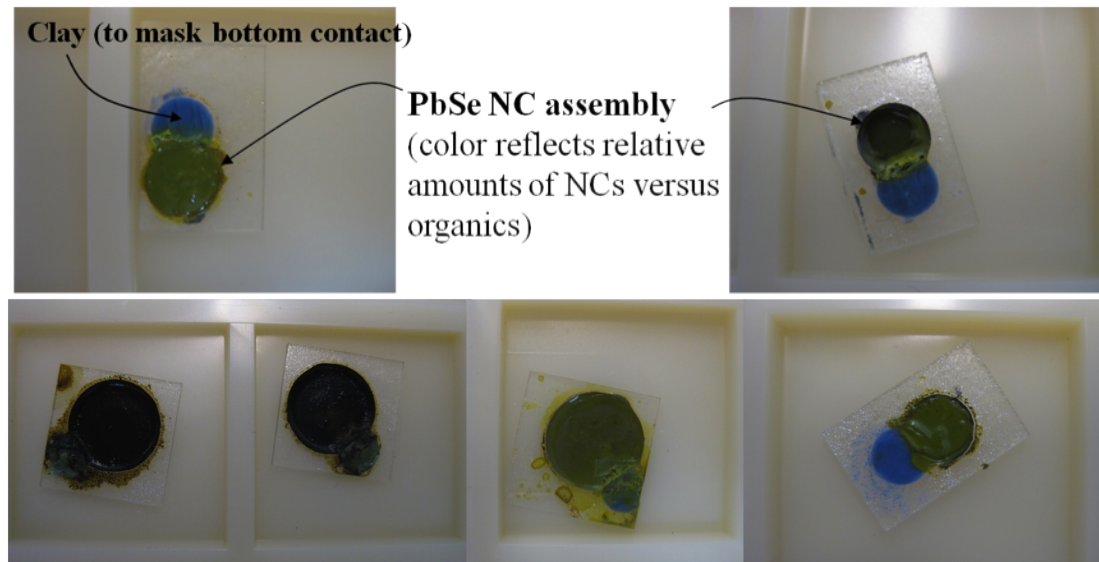 Clay (to mask bottom contact)
PbSe NC assembly
(color reflects relative
amounts of NCs versus
organics)